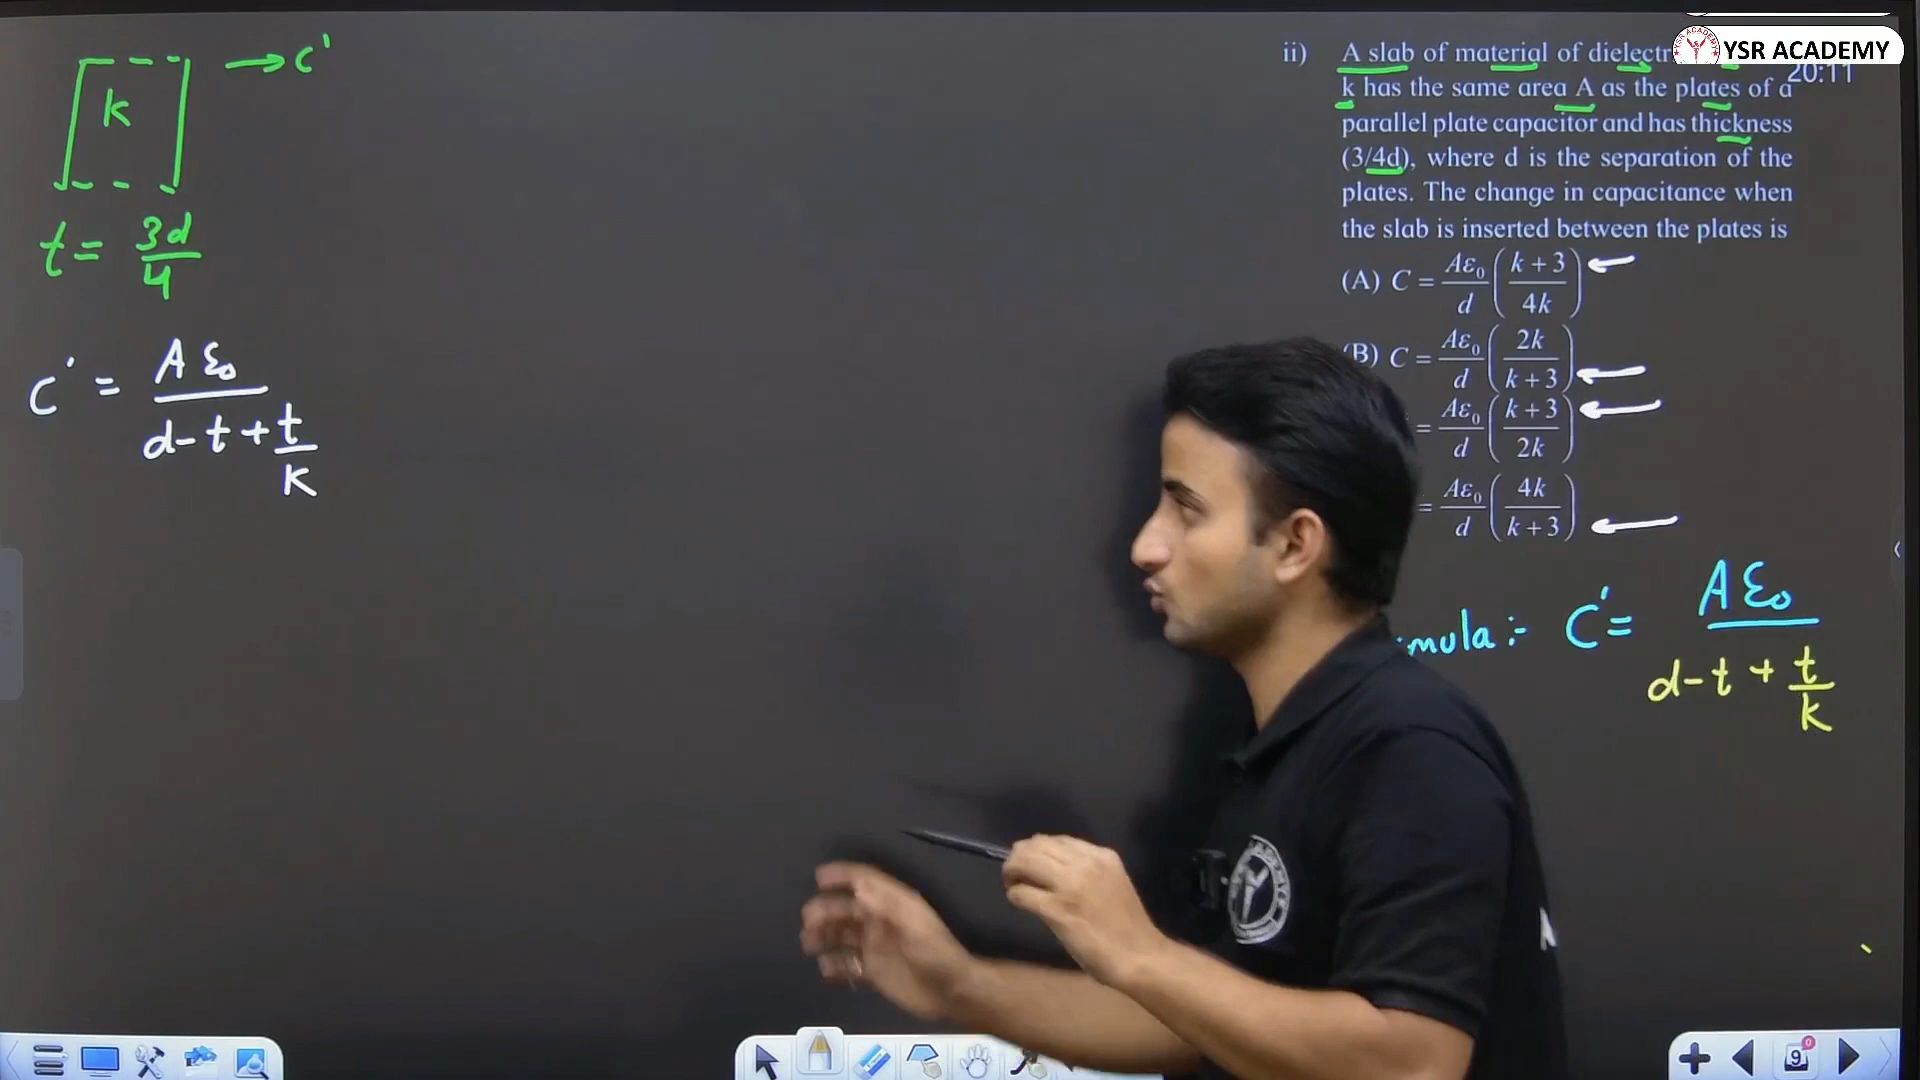 YSR ACADEMY
20:11
k → C'
t = 3d/4
C' = Aε₀ / (d - t + t/k)
ii) A slab of material of dielectr
k has the same area A as the plates of a
parallel plate capacitor and has thickness
(3/4d), where d is the separation of the
plates. The change in capacitance when
the slab is inserted between the plates is
(A) C = Aε₀/d ( k + 3 / 4k )
(B) C = Aε₀/d ( 2k / k + 3 )
= Aε₀/d ( k + 3 / 2k )
= Aε₀/d ( 4k / k + 3 )
mula :- C' = Aε₀ / (d - t + t/k)
9
0